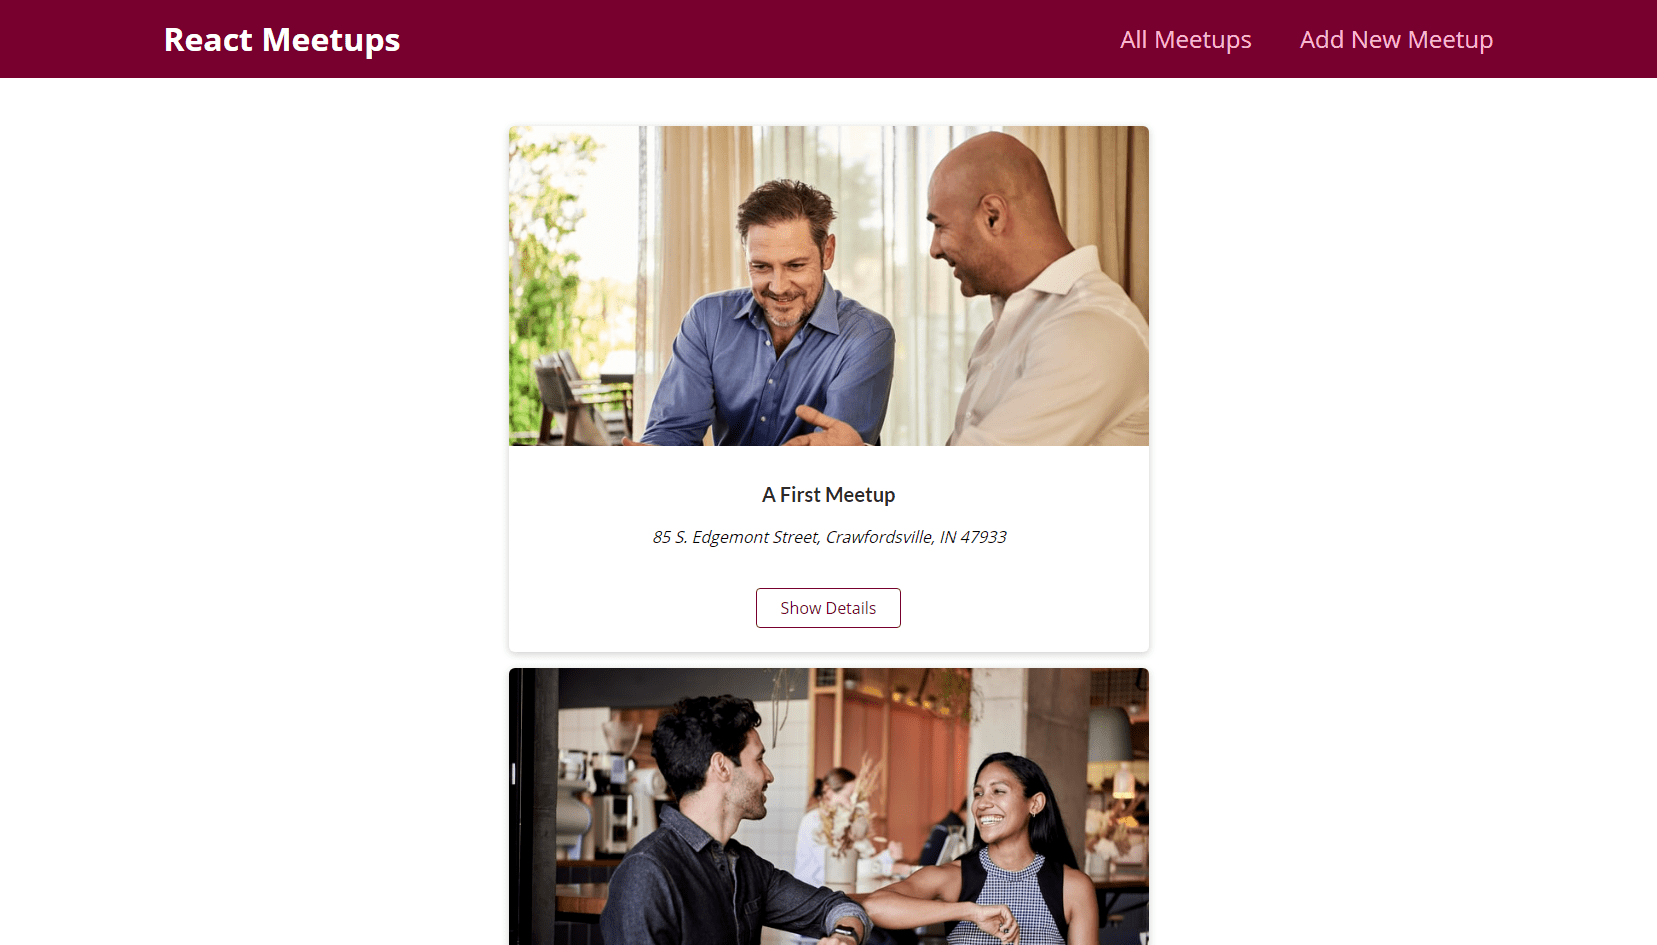 React Meetups
All Meetups
Add New Meetup
A First Meetup
85 S. Edgemont Street, Crawfordsville, IN 47933
Show Details